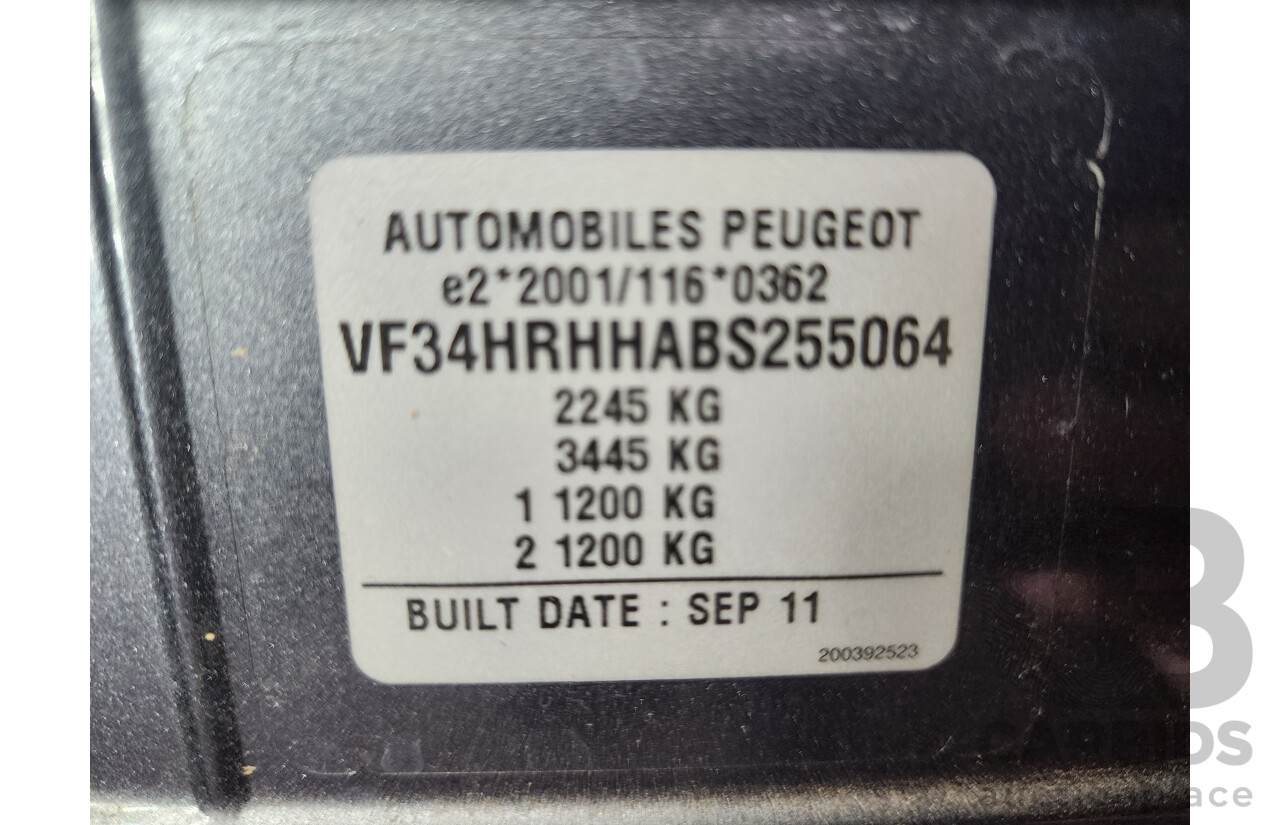 AUTOMOBILES PEUGEOT
e2*2001/116*0362
VF34HRHHABS255064
2245 KG
3445 KG
1 1200 KG
2 1200 KG
BUILT DATE : SEP 11
200392523